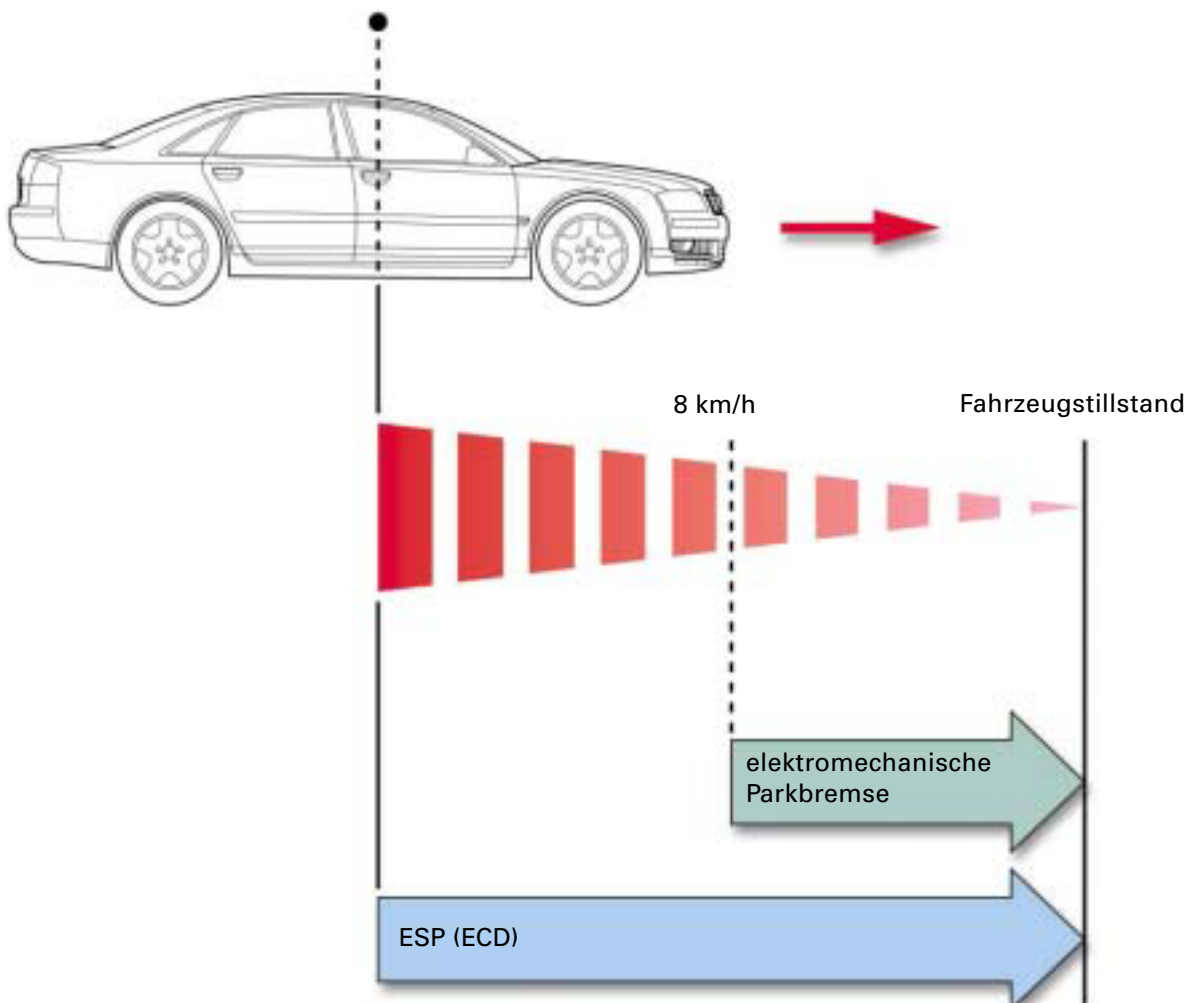 8 km/h
Fahrzeugstillstand
elektromechanische
Parkbremse
ESP (ECD)